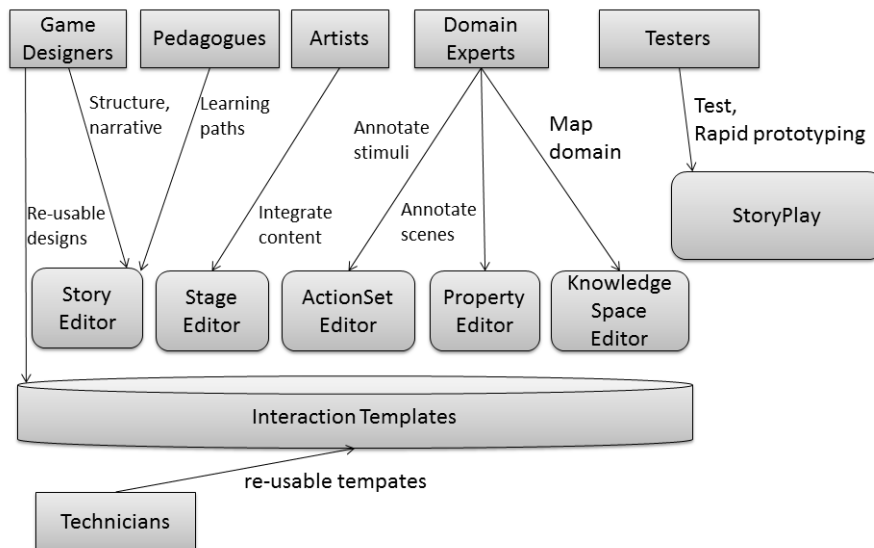 Game
Designers
Pedagogues
Artists
Domain
Experts
Testers
Structure,
narrative
Learning
paths
Annotate
stimuli
Map
domain
Test,
Rapid prototyping
Re-usable
designs
Integrate
content
Annotate
scenes
StoryPlay
Story
Editor
Stage
Editor
ActionSet
Editor
Property
Editor
Knowledge
Space
Editor
Interaction Templates
re-usable tempates
Technicians